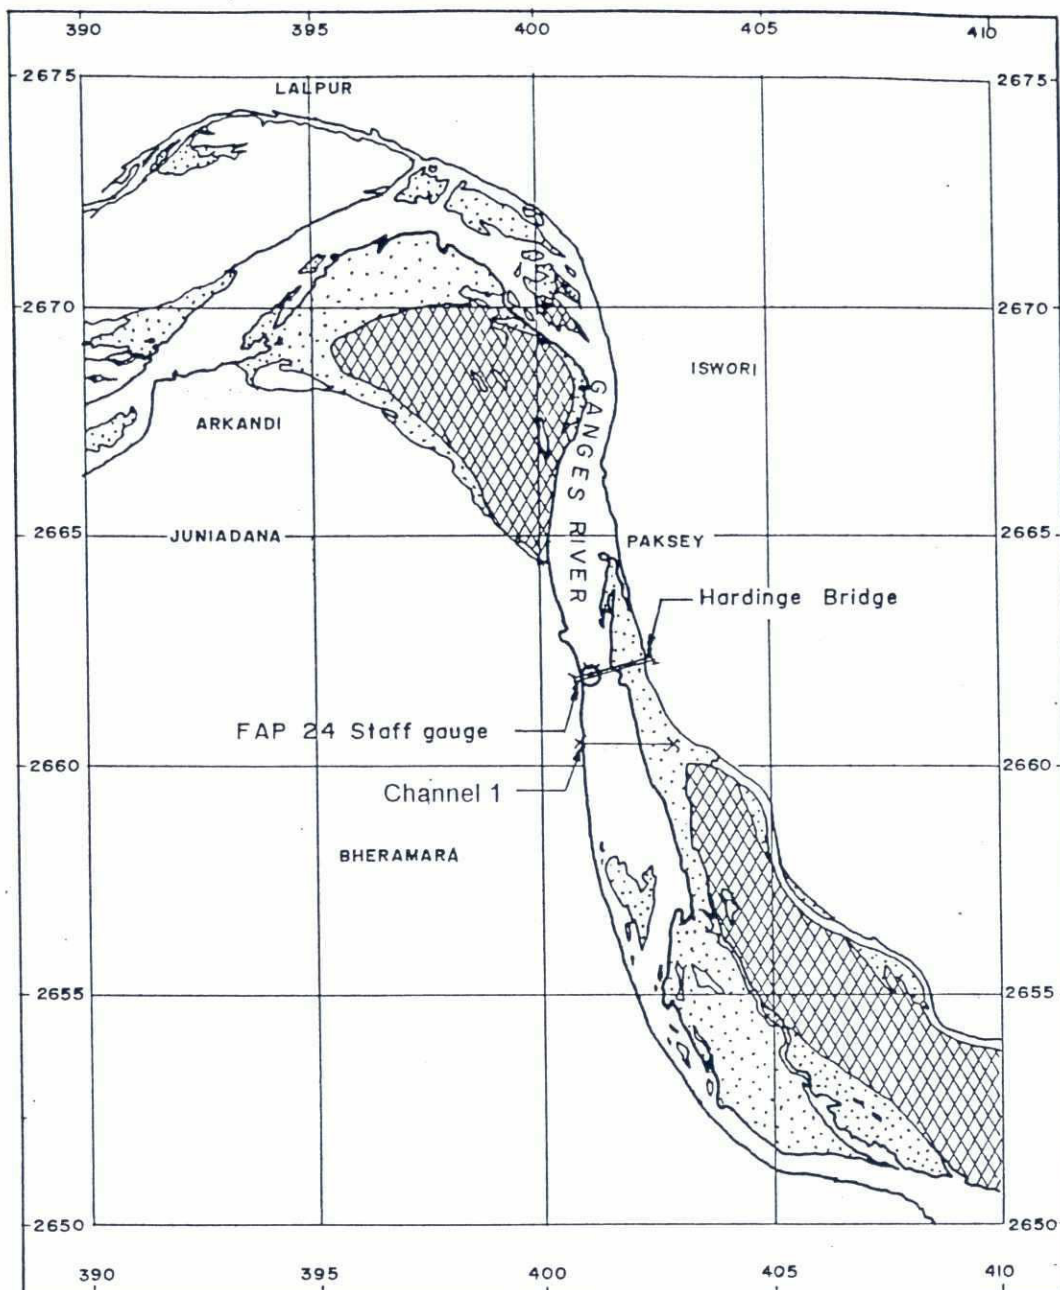 390 395 400 405 410
2675 2675
LALPUR
2670 2670
ISWORI
ARKANDI
GANGES RIVER
2665 2665
JUNIADANA
PAKSEY
Hardinge Bridge
FAP 24 Staff gauge
2660 2660
Channel 1
BHERAMARA
2655 2655
2650 2650
390 395 400 405 410